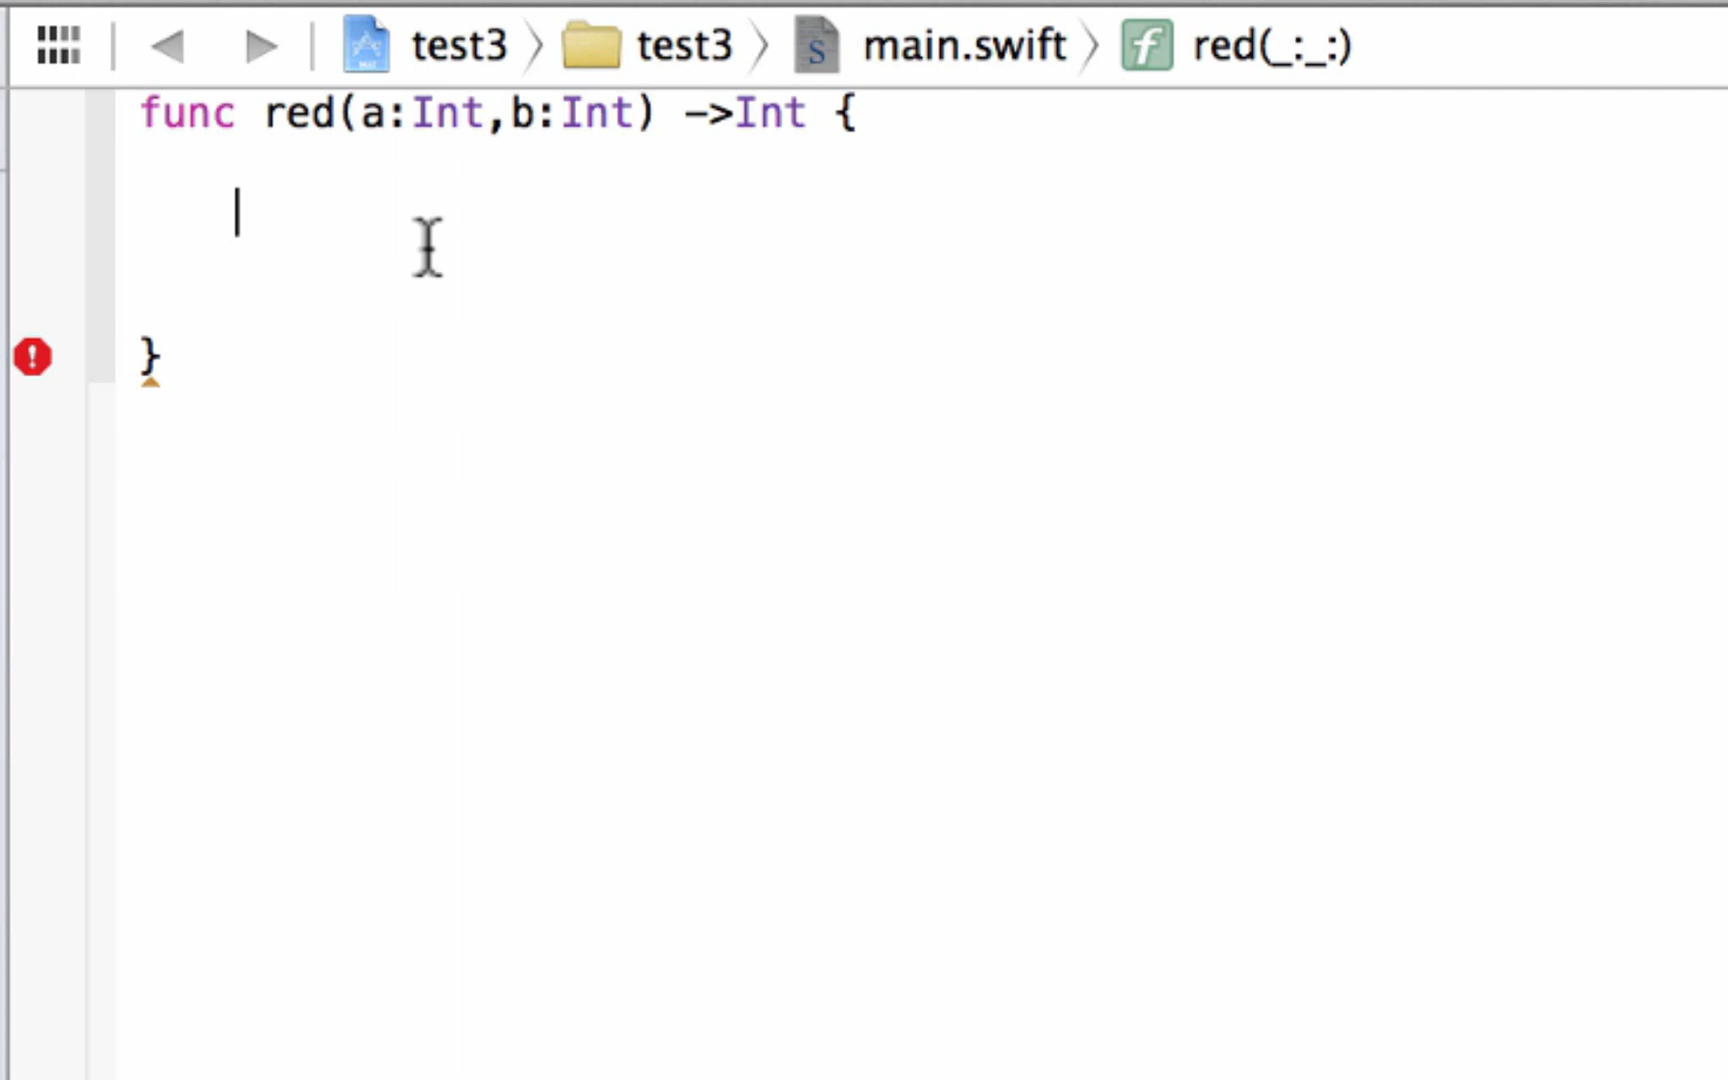 test3 test3 main.swift red(_:_:)
func red(a:Int,b:Int) ->Int {
}